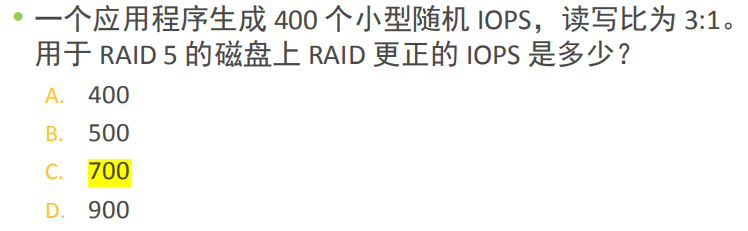 • 一个应用程序生成 400 个小型随机 IOPS，读写比为 3:1。
用于 RAID 5 的磁盘上 RAID 更正的 IOPS 是多少？
A. 400
B. 500
C. 700
D. 900